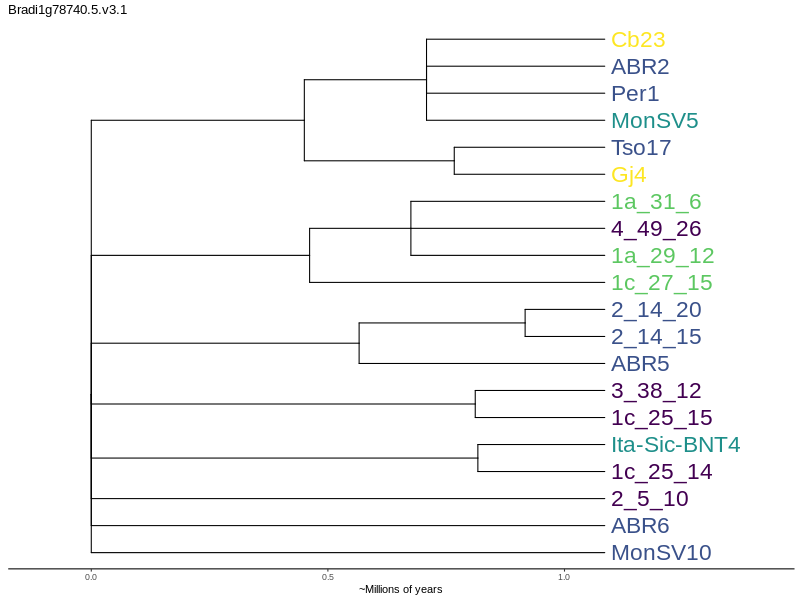 Bradi1g78740.5.v3.1
Cb23
ABR2
Per1
MonSV5
Tso17
Gj4
1a_31_6
4_49_26
1a_29_12
1c_27_15
2_14_20
2_14_15
ABR5
3_38_12
1c_25_15
Ita-Sic-BNT4
1c_25_14
2_5_10
ABR6
MonSV10
0.0 0.5 1.0
~Millions of years